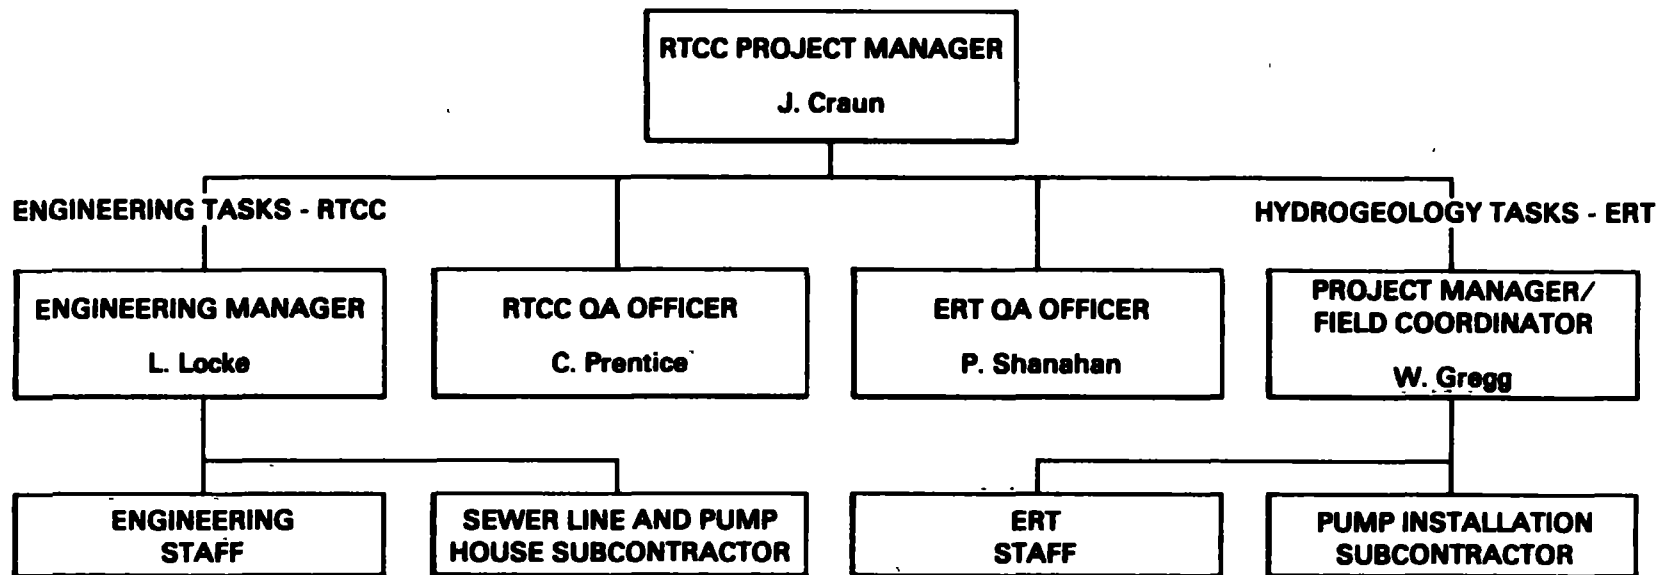 RTCC PROJECT MANAGER
J. Craun
ENGINEERING TASKS - RTCC
HYDROGEOLOGY TASKS - ERT
ENGINEERING MANAGER
L. Locke
RTCC QA OFFICER
C. Prentice
ERT QA OFFICER
P. Shanahan
PROJECT MANAGER/
FIELD COORDINATOR
W. Gregg
ENGINEERING
STAFF
SEWER LINE AND PUMP
HOUSE SUBCONTRACTOR
ERT
STAFF
PUMP INSTALLATION
SUBCONTRACTOR